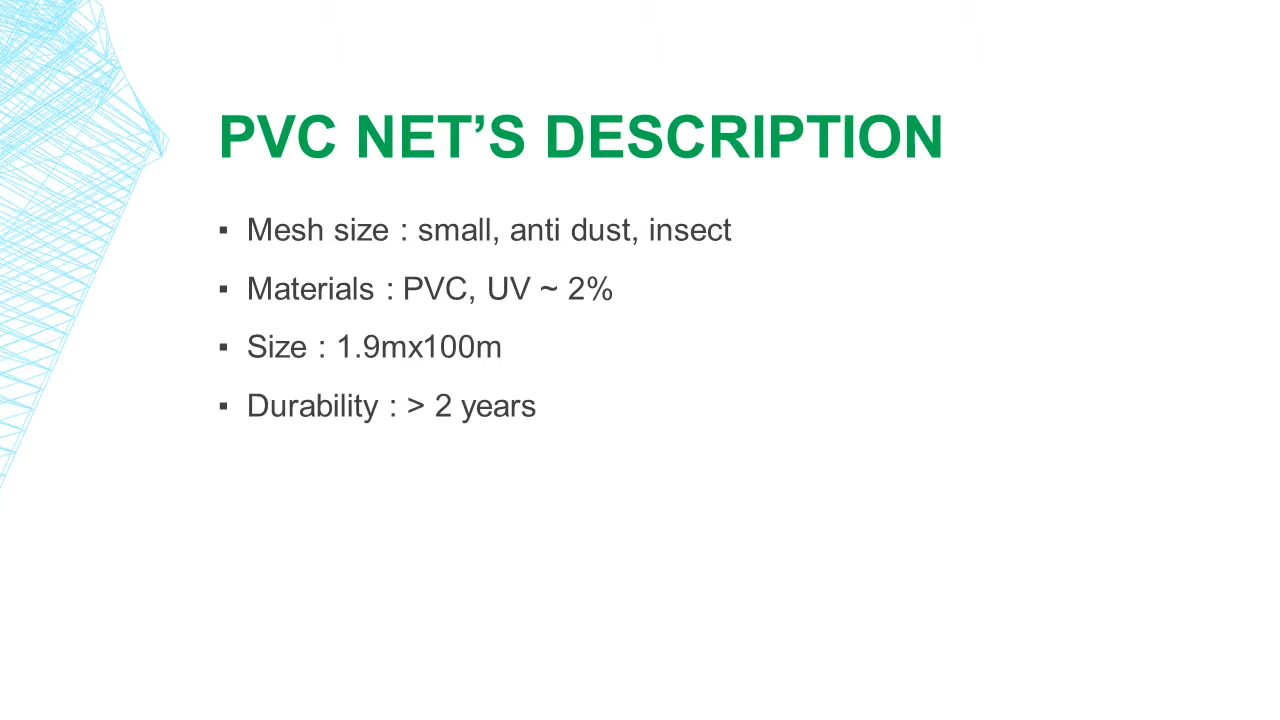 PVC NET’S DESCRIPTION
▪ Mesh size : small, anti dust, insect
▪ Materials : PVC, UV ~ 2%
▪ Size : 1.9mx100m
▪ Durability : > 2 years